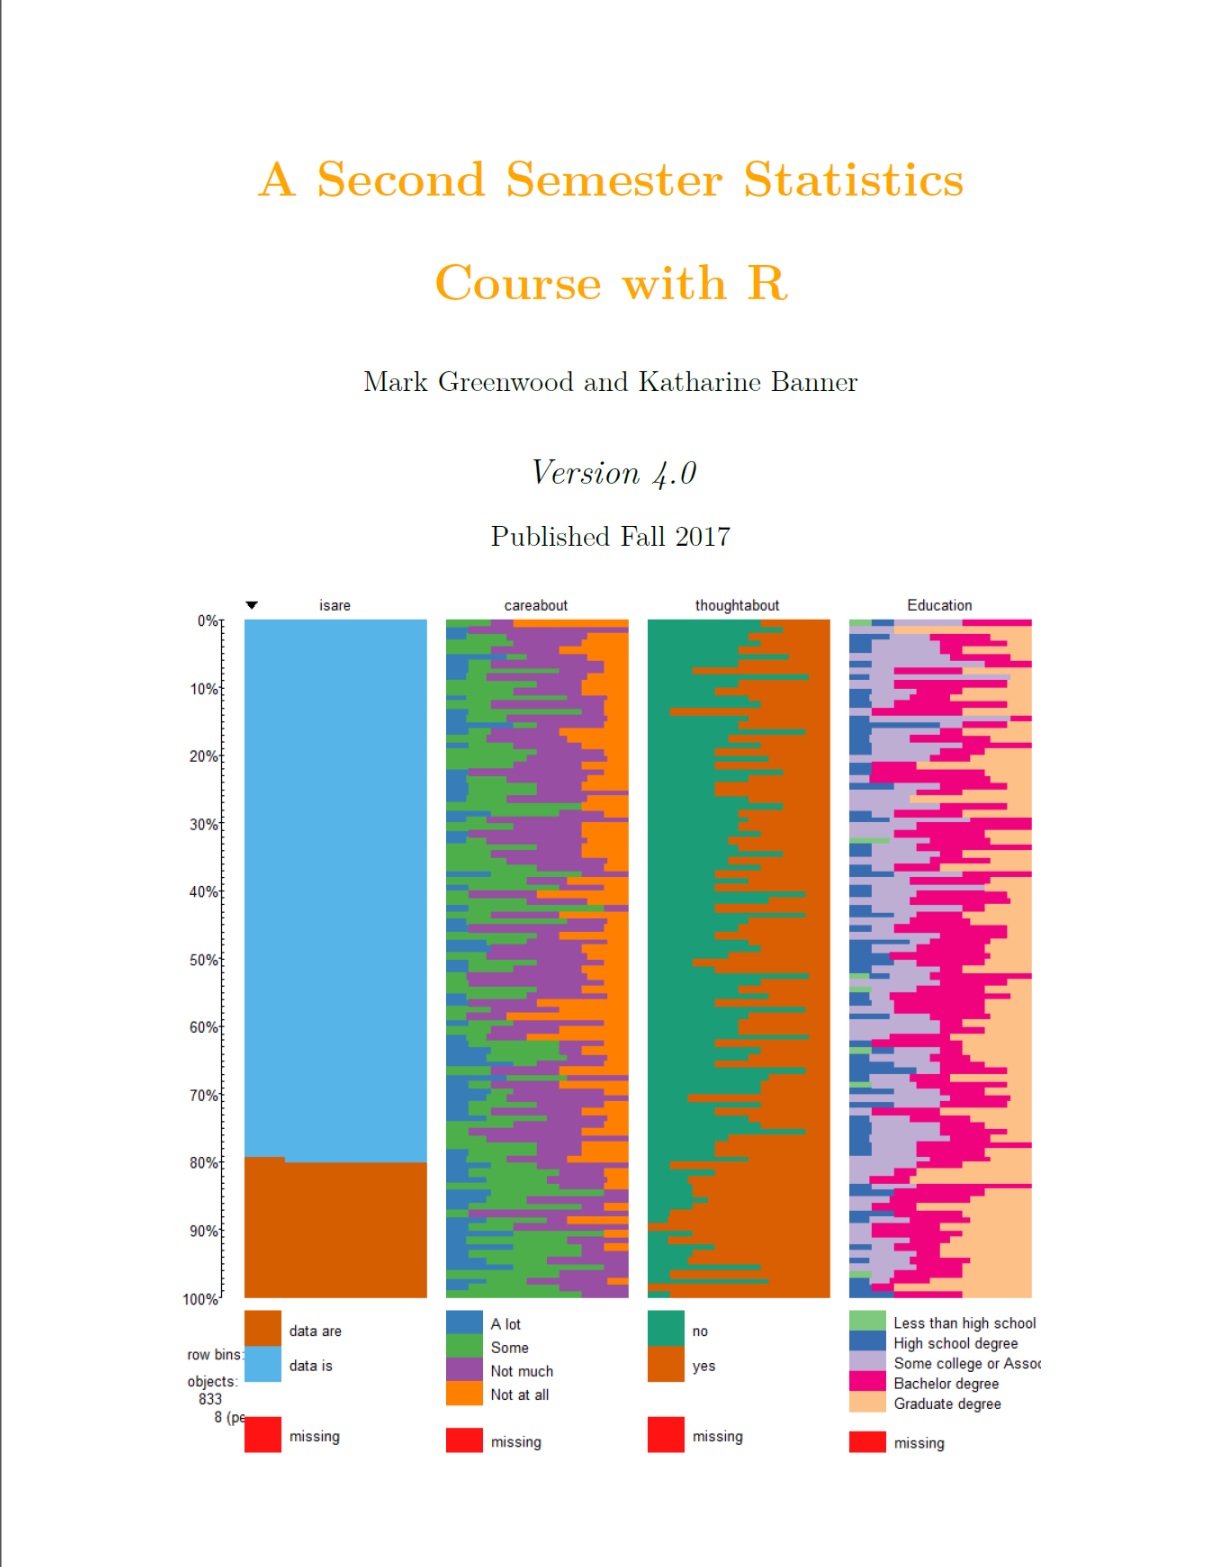 A Second Semester Statistics
Course with R
Mark Greenwood and Katharine Banner
Version 4.0
Published Fall 2017
isare
careabout
thoughtabout
Education
0%
10%
20%
30%
40%
50%
60%
70%
80%
90%
100%
row bins:
objects:
833
8 (pe
data are
data is
missing
A lot
Some
Not much
Not at all
missing
no
yes
missing
Less than high school
High school degree
Some college or Assoc
Bachelor degree
Graduate degree
missing